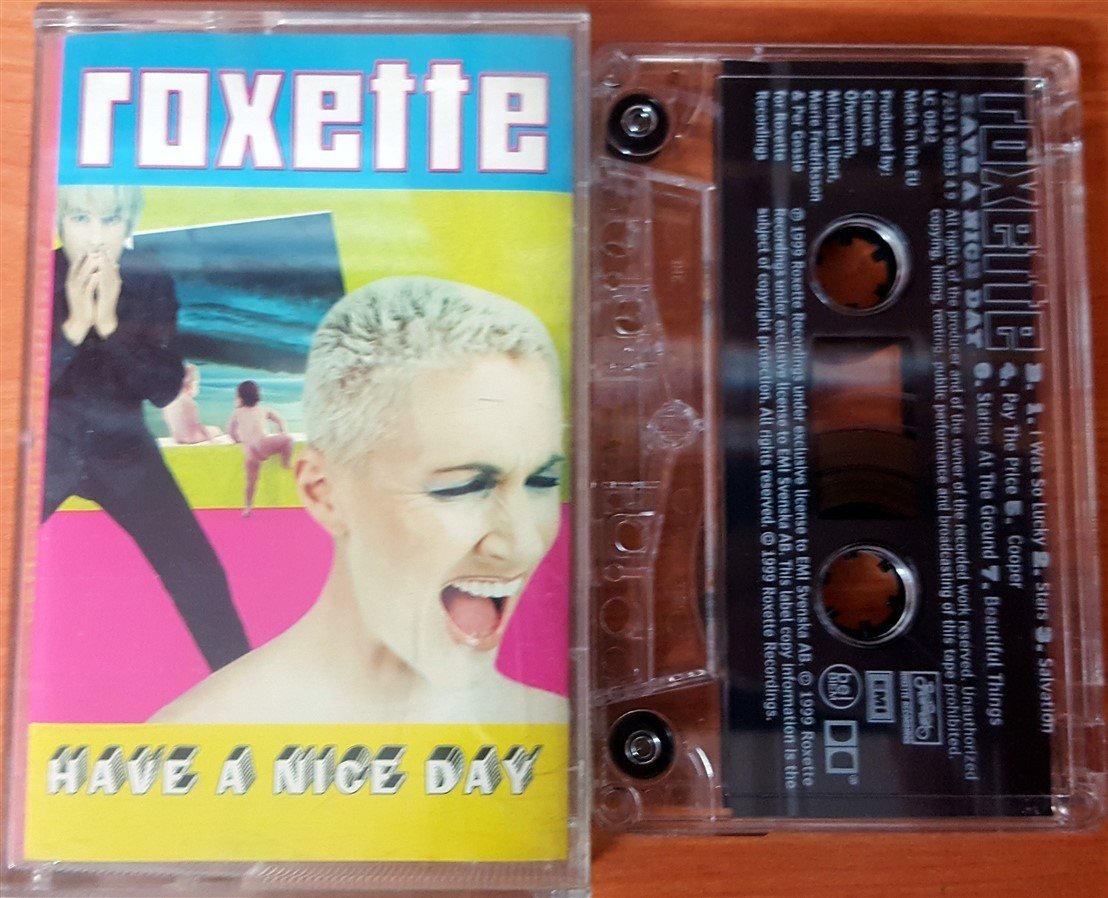 roxette
HAVE A NICE DAY
roxette
HAVE A NICE DAY
1. I Was So Lucky 2. Stars 3. Salvation
4. Pay The Price 5. Cooper
6. Staring At The Ground 7. Beautiful Things
All rights of the producer and of the owner of the recorded work reserved. Unauthorized
copying, hiring, renting, public performance and broadcasting of this tape prohibited.
LC 0542
Made in the EU
Produced by:
Clarence
Öfwerman,
Michael Ilbert,
Marie Fredriksson
& Per Gessle
for Roxette
Recordings
℗ 1999 Roxette Recordings under exclusive license to EMI Svenska AB. © 1999 Roxette
Recordings under exclusive license to EMI Svenska AB. This label copy information is the
subject of copyright protection. All rights reserved. © 1999 Roxette Recordings.
EMI